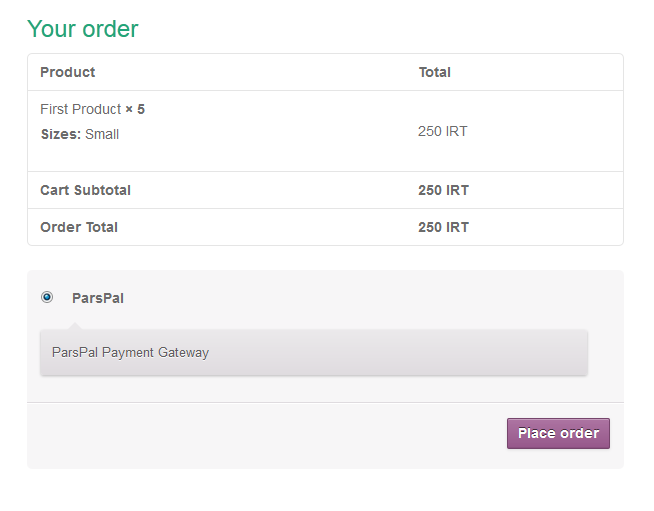 Your order
Product Total
First Product × 5
Sizes: Small
250 IRT
Cart Subtotal 250 IRT
Order Total 250 IRT
ParsPal
ParsPal Payment Gateway
Place order